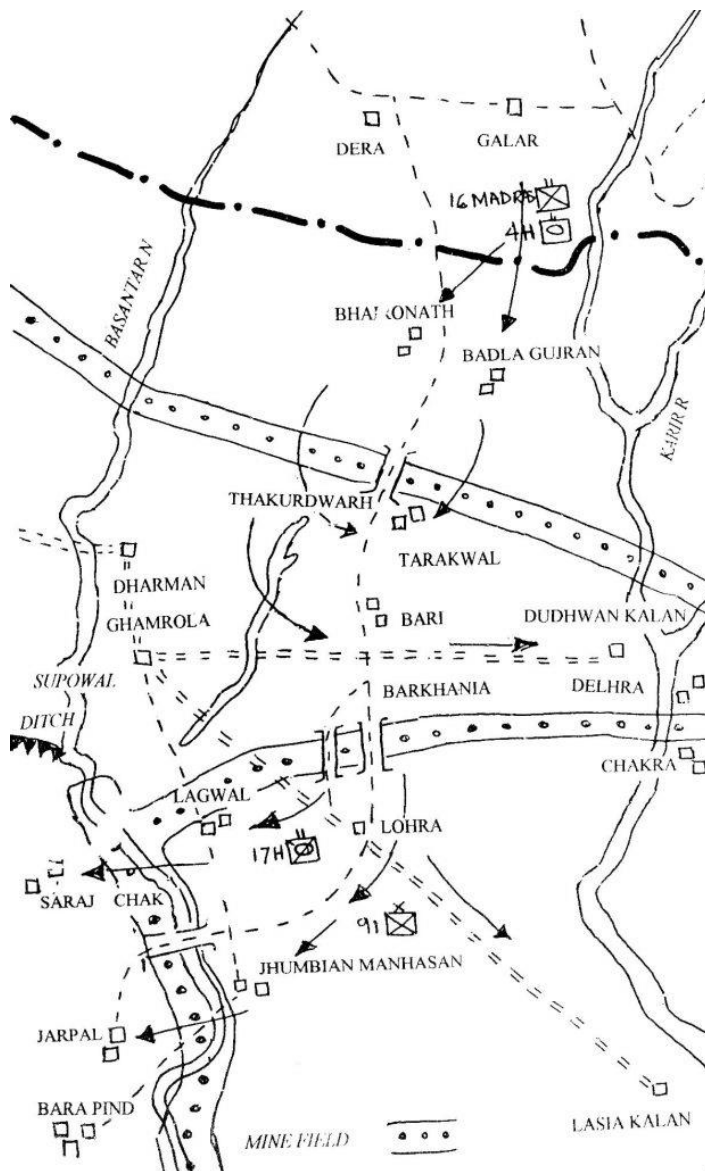 DERA
GALAR
16 MADRAS
4H
BASANTAR N
BHAIRONATH
BADLA GUJRAN
KARIR R
THAKURDWARH
TARAKWAL
DHARMAN
GHAMROLA
BARI
DUDHWAN KALAN
SUPOWAL
DITCH
BARKHANIA
DELHRA
CHAKRA
LAGWAL
LOHRA
17H
SARAJ CHAK
91
JHUMBIAN MANHASAN
JARPAL
BARA PIND
LASIA KALAN
MINE FIELD